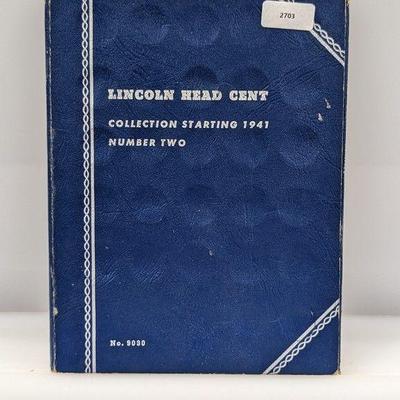 2703
LINCOLN HEAD CENT
COLLECTION STARTING 1941
NUMBER TWO
No. 9030